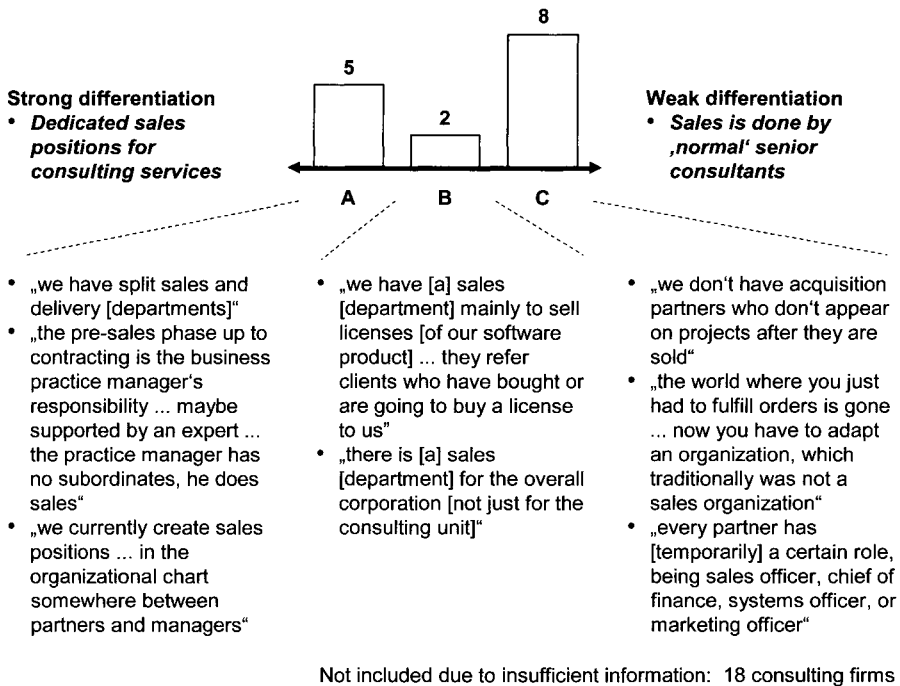 8
5
2
Strong differentiation
• Dedicated sales
positions for
consulting services
Weak differentiation
• Sales is done by
‚normal‘ senior
consultants
A
B
C
• „we have split sales and
delivery [departments]“
• „the pre-sales phase up to
contracting is the business
practice manager‘s
responsibility ... maybe
supported by an expert ...
the practice manager has
no subordinates, he does
sales“
• „we currently create sales
positions ... in the
organizational chart
somewhere between
partners and managers“
• „we have [a] sales
[department] mainly to sell
licenses [of our software
product] ... they refer
clients who have bought or
are going to buy a license
to us”
• „there is [a] sales
[department] for the overall
corporation [not just for the
consulting unit]“
• „we don‘t have acquisition
partners who don‘t appear
on projects after they are
sold“
• „the world where you just
had to fulfill orders is gone
... now you have to adapt
an organization, which
traditionally was not a
sales organization“
• „every partner has
[temporarily] a certain role,
being sales officer, chief of
finance, systems officer, or
marketing officer“
Not included due to insufficient information: 18 consulting firms